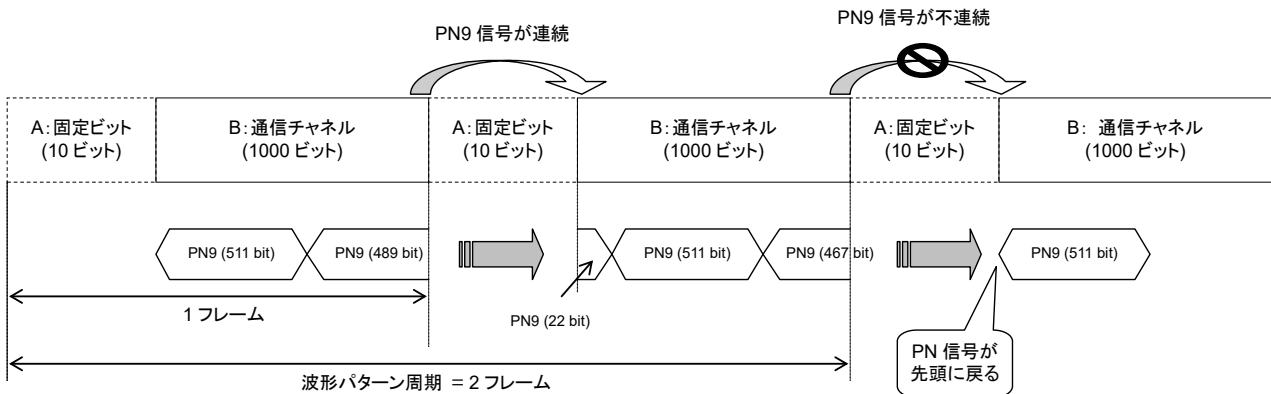 PN9 信号が連続
PN9 信号が不連続
A:固定ビット
(10 ビット)
B:通信チャネル
(1000 ビット)
A:固定ビット
(10 ビット)
B:通信チャネル
(1000 ビット)
A:固定ビット
(10 ビット)
B: 通信チャネル
(1000 ビット)
PN9 (511 bit)
PN9 (489 bit)
PN9 (511 bit)
PN9 (467 bit)
PN9 (511 bit)
1 フレーム
PN9 (22 bit)
PN 信号が
先頭に戻る
波形パターン周期 = 2 フレーム